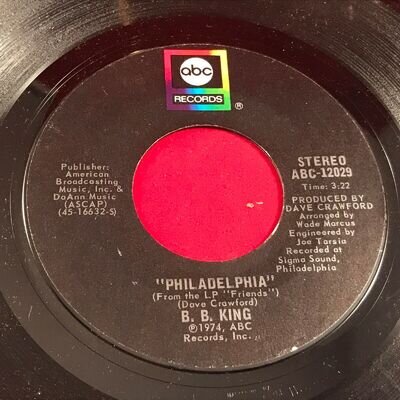 abc
RECORDS
®
Publisher:
American
Broadcasting
Music, Inc. &
DaAnn Music
(ASCAP)
(45-16632-S)
STEREO
ABC-12029
Time: 3:22
PRODUCED BY
DAVE CRAWFORD
Arranged by
Wade Marcus
Engineered by
Joe Tarsia
Recorded at
Sigma Sound,
Philadelphia
"PHILADELPHIA"
(From the LP "Friends")
(Dave Crawford)
B. B. KING
℗1974, ABC
Records, Inc.